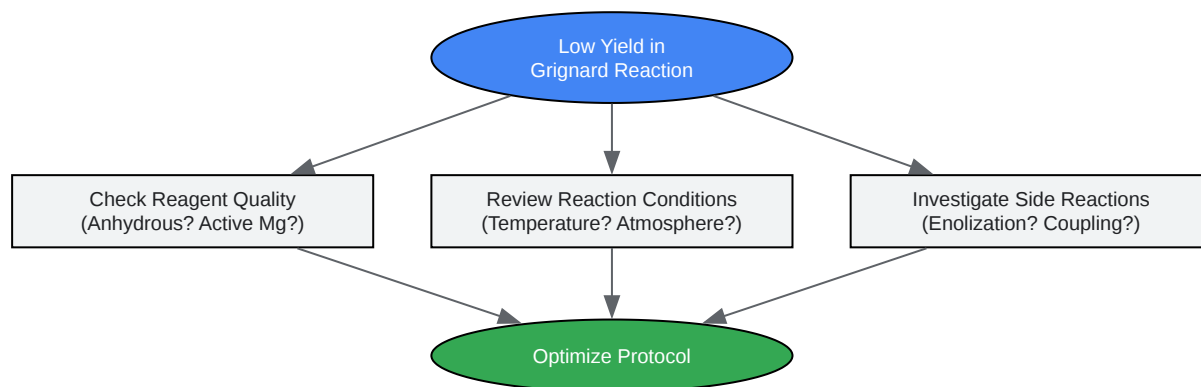 Low Yield in
Grignard Reaction
Check Reagent Quality
(Anhydrous? Active Mg?)
Review Reaction Conditions
(Temperature? Atmosphere?)
Investigate Side Reactions
(Enolization? Coupling?)
Optimize Protocol